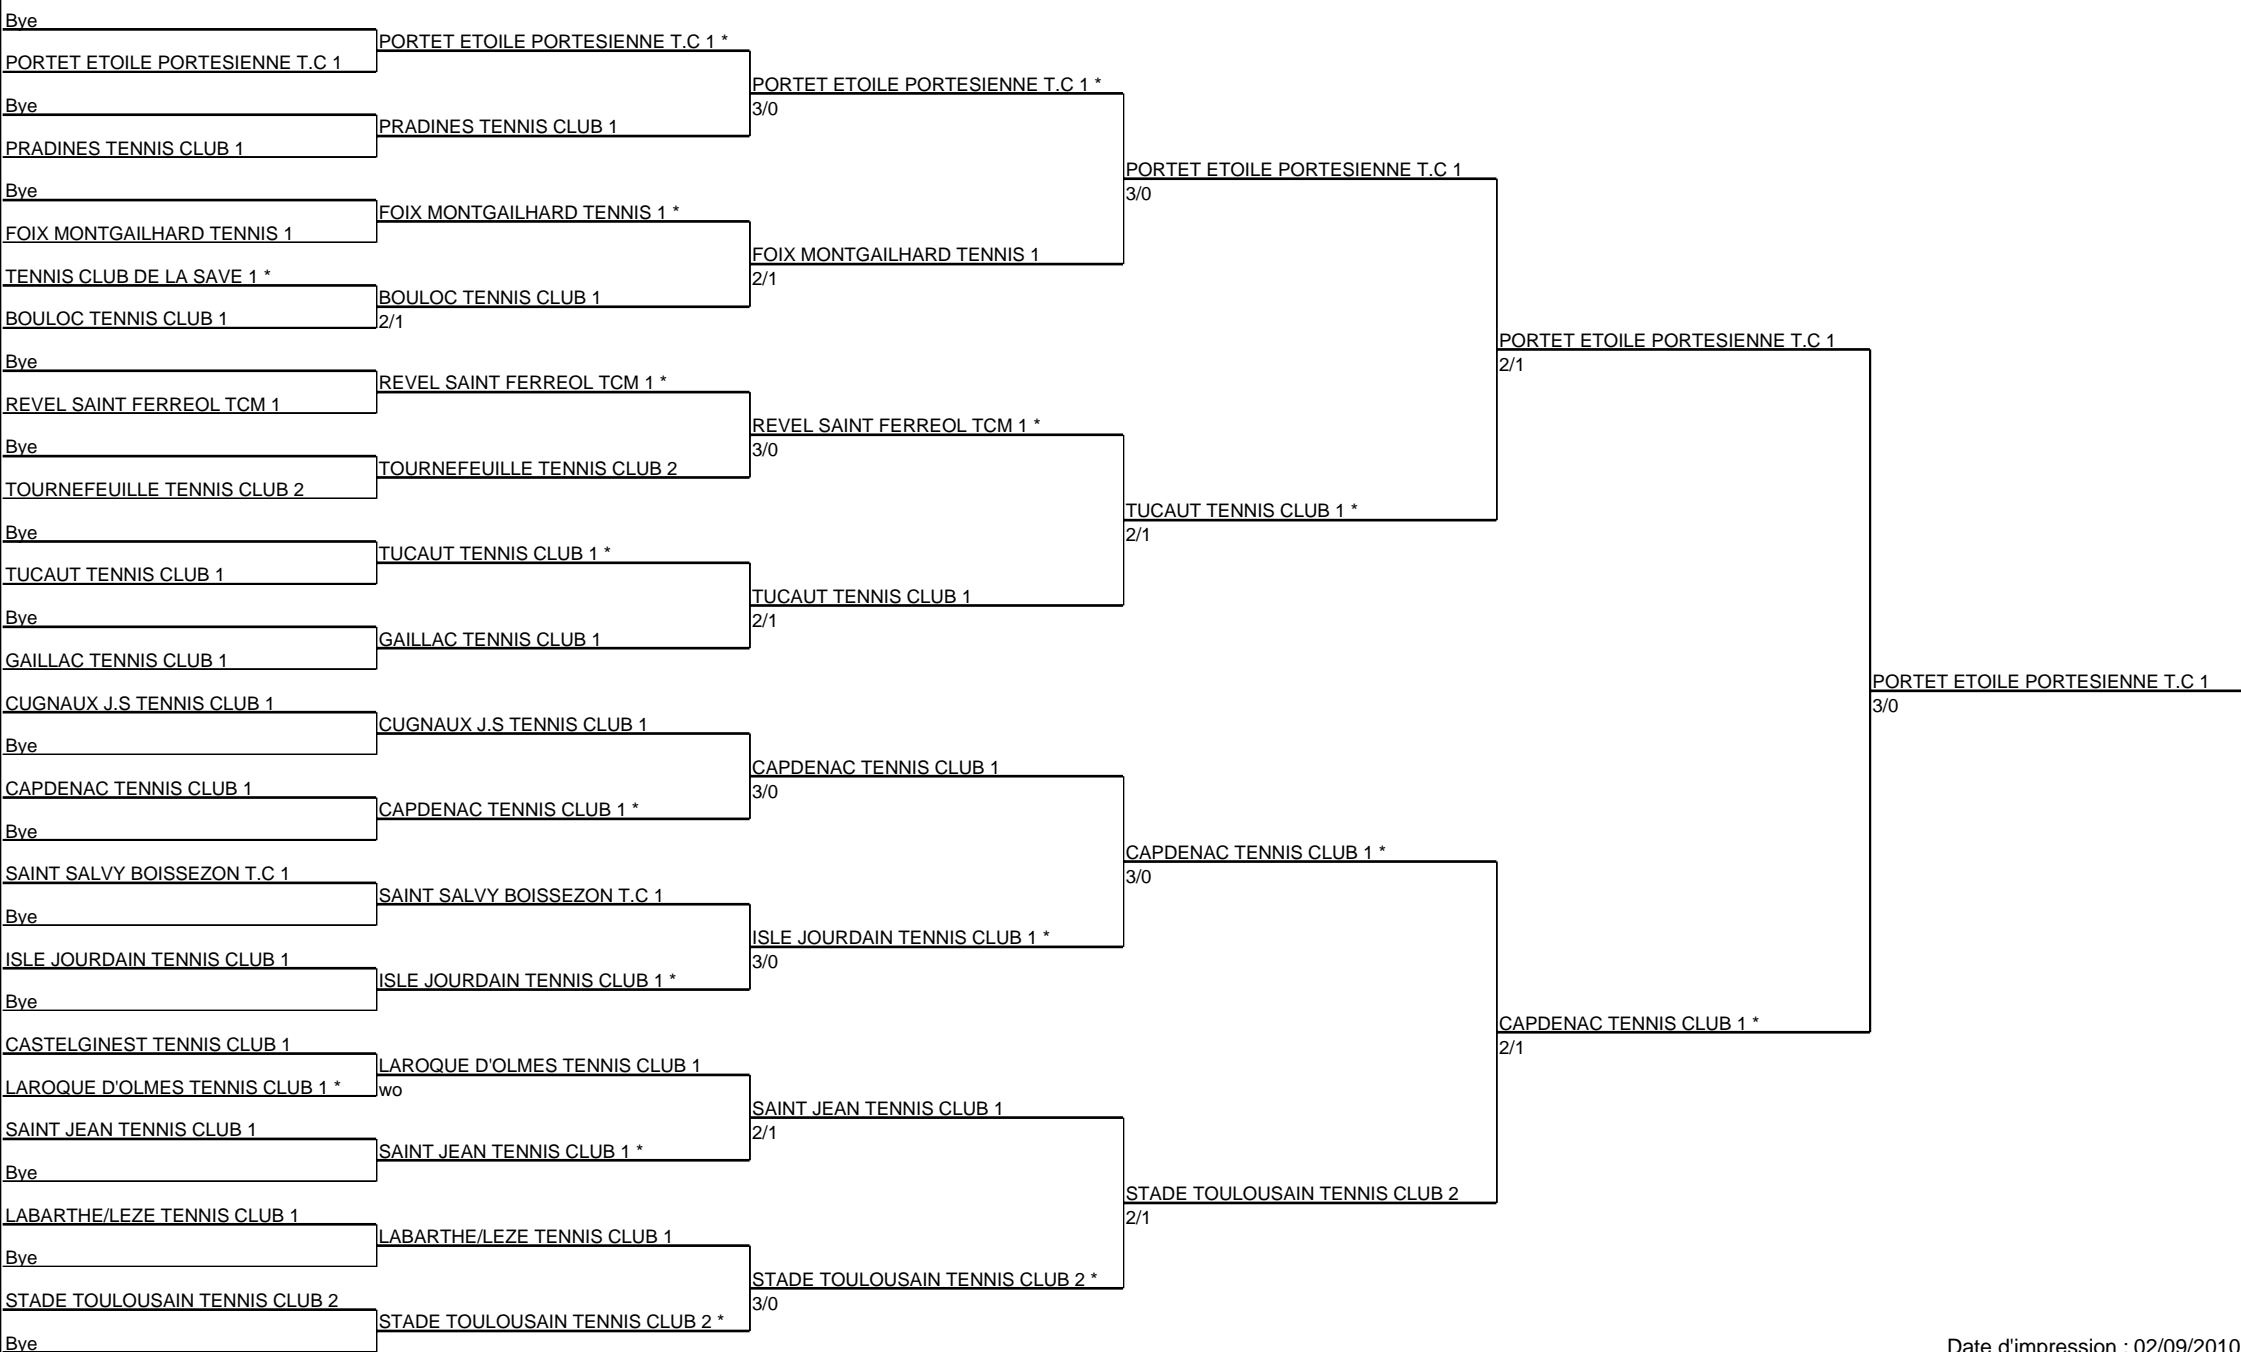 Bye
PORTET ETOILE PORTESIENNE T.C 1
Bye
PRADINES TENNIS CLUB 1
Bye
FOIX MONTGAILHARD TENNIS 1
TENNIS CLUB DE LA SAVE 1 *
BOULOC TENNIS CLUB 1
Bye
REVEL SAINT FERREOL TCM 1
Bye
TOURNEFEUILLE TENNIS CLUB 2
Bye
TUCAUT TENNIS CLUB 1
Bye
GAILLAC TENNIS CLUB 1
CUGNAUX J.S TENNIS CLUB 1
Bye
CAPDENAC TENNIS CLUB 1
Bye
SAINT SALVY BOISSEZON T.C 1
Bye
ISLE JOURDAIN TENNIS CLUB 1
Bye
CASTELGINEST TENNIS CLUB 1
LAROQUE D'OLMES TENNIS CLUB 1 *
SAINT JEAN TENNIS CLUB 1
Bye
LABARTHE/LEZE TENNIS CLUB 1
Bye
STADE TOULOUSAIN TENNIS CLUB 2
Bye
PORTET ETOILE PORTESIENNE T.C 1 *
PRADINES TENNIS CLUB 1
FOIX MONTGAILHARD TENNIS 1 *
BOULOC TENNIS CLUB 1
2/1
REVEL SAINT FERREOL TCM 1 *
TOURNEFEUILLE TENNIS CLUB 2
TUCAUT TENNIS CLUB 1 *
GAILLAC TENNIS CLUB 1
CUGNAUX J.S TENNIS CLUB 1
CAPDENAC TENNIS CLUB 1 *
SAINT SALVY BOISSEZON T.C 1
ISLE JOURDAIN TENNIS CLUB 1 *
LAROQUE D'OLMES TENNIS CLUB 1
wo
SAINT JEAN TENNIS CLUB 1 *
LABARTHE/LEZE TENNIS CLUB 1
STADE TOULOUSAIN TENNIS CLUB 2 *
PORTET ETOILE PORTESIENNE T.C 1 *
3/0
FOIX MONTGAILHARD TENNIS 1
2/1
REVEL SAINT FERREOL TCM 1 *
3/0
TUCAUT TENNIS CLUB 1
2/1
CAPDENAC TENNIS CLUB 1
3/0
ISLE JOURDAIN TENNIS CLUB 1 *
3/0
SAINT JEAN TENNIS CLUB 1
2/1
STADE TOULOUSAIN TENNIS CLUB 2 *
3/0
PORTET ETOILE PORTESIENNE T.C 1
3/0
TUCAUT TENNIS CLUB 1 *
2/1
CAPDENAC TENNIS CLUB 1 *
3/0
STADE TOULOUSAIN TENNIS CLUB 2
2/1
PORTET ETOILE PORTESIENNE T.C 1
2/1
CAPDENAC TENNIS CLUB 1 *
2/1
PORTET ETOILE PORTESIENNE T.C 1
3/0
Date d'impression : 02/09/2010